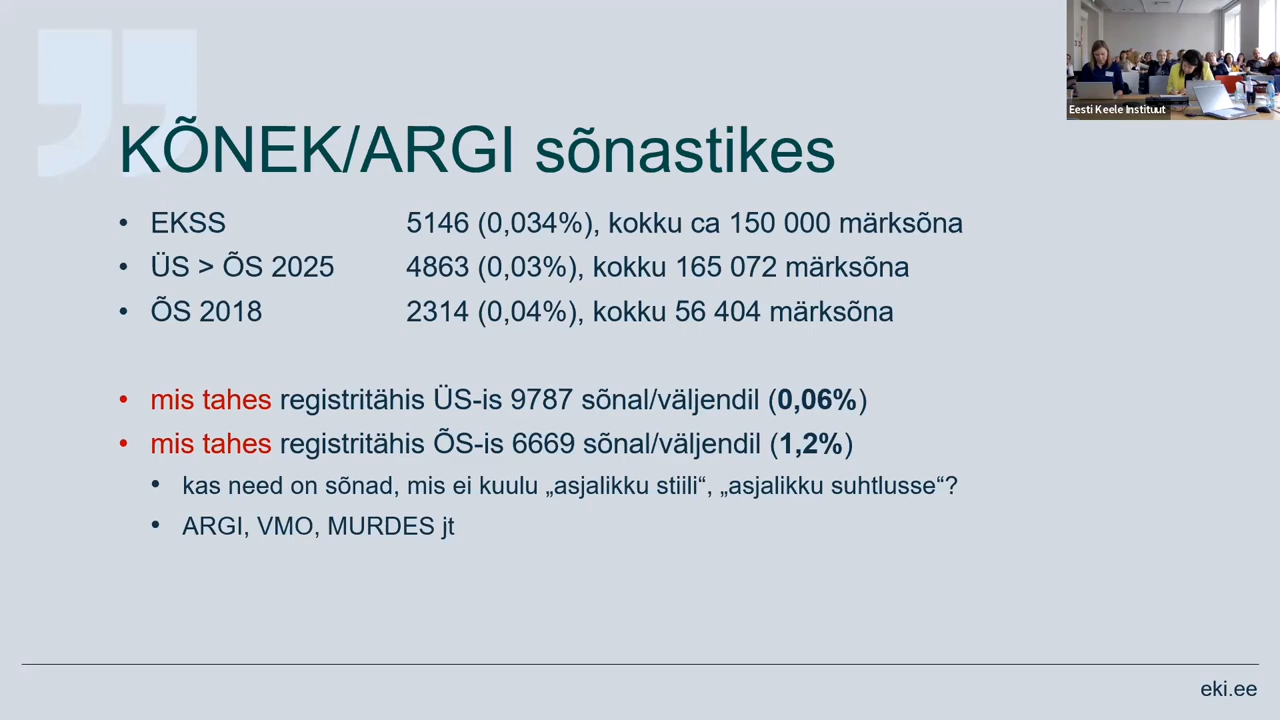 Eesti Keele Instituut
KÕNEK/ARGI sõnastikes
• EKSS 5146 (0,034%), kokku ca 150 000 märksõna
• ÜS > ÕS 2025 4863 (0,03%), kokku 165 072 märksõna
• ÕS 2018 2314 (0,04%), kokku 56 404 märksõna
• mis tahes registritähis ÜS-is 9787 sõnal/väljendil (0,06%)
• mis tahes registritähis ÕS-is 6669 sõnal/väljendil (1,2%)
• kas need on sõnad, mis ei kuulu „asjalikku stiili“, „asjalikku suhtlusse“?
• ARGI, VMO, MURDES jt
eki.ee